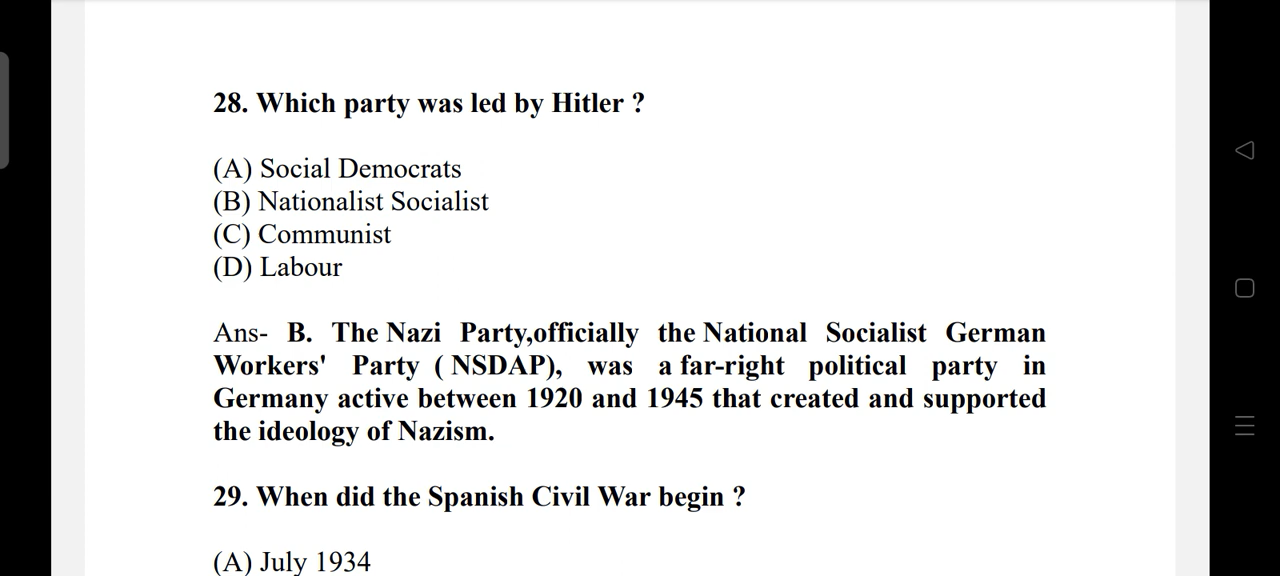 28. Which party was led by Hitler ?
(A) Social Democrats
(B) Nationalist Socialist
(C) Communist
(D) Labour
Ans- B. The Nazi Party,officially the National Socialist German
Workers' Party ( NSDAP), was a far-right political party in
Germany active between 1920 and 1945 that created and supported
the ideology of Nazism.
29. When did the Spanish Civil War begin ?
(A) July 1934